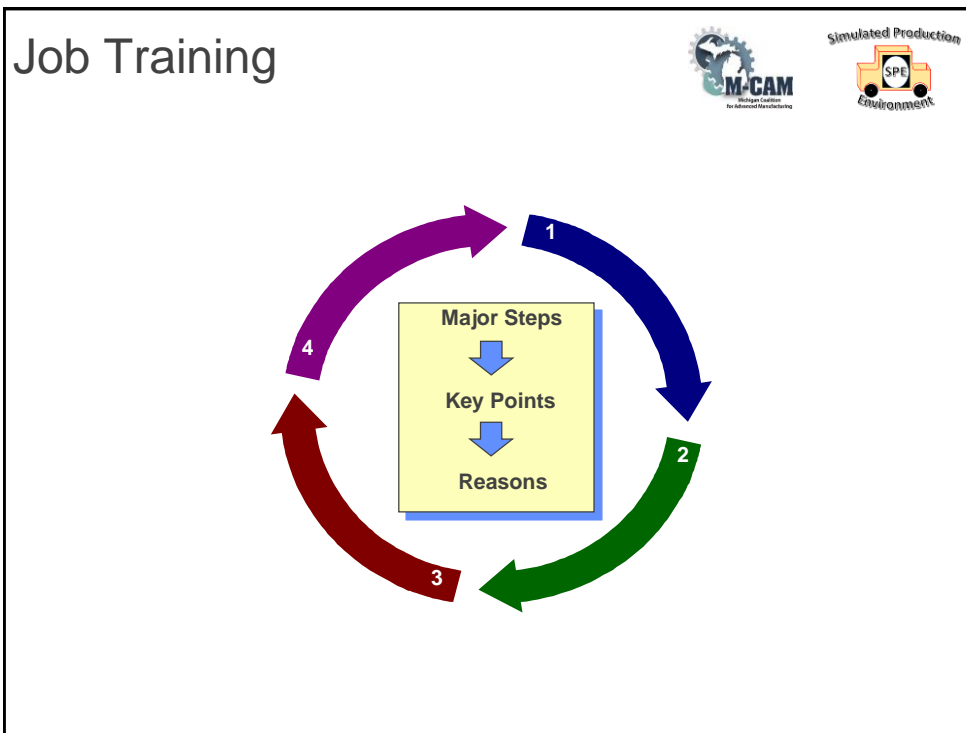 Job Training
M-CAM
Michigan Coalition
for Advanced Manufacturing
Simulated Production
SPE
Environment
1
Major Steps
4
Key Points
2
Reasons
3